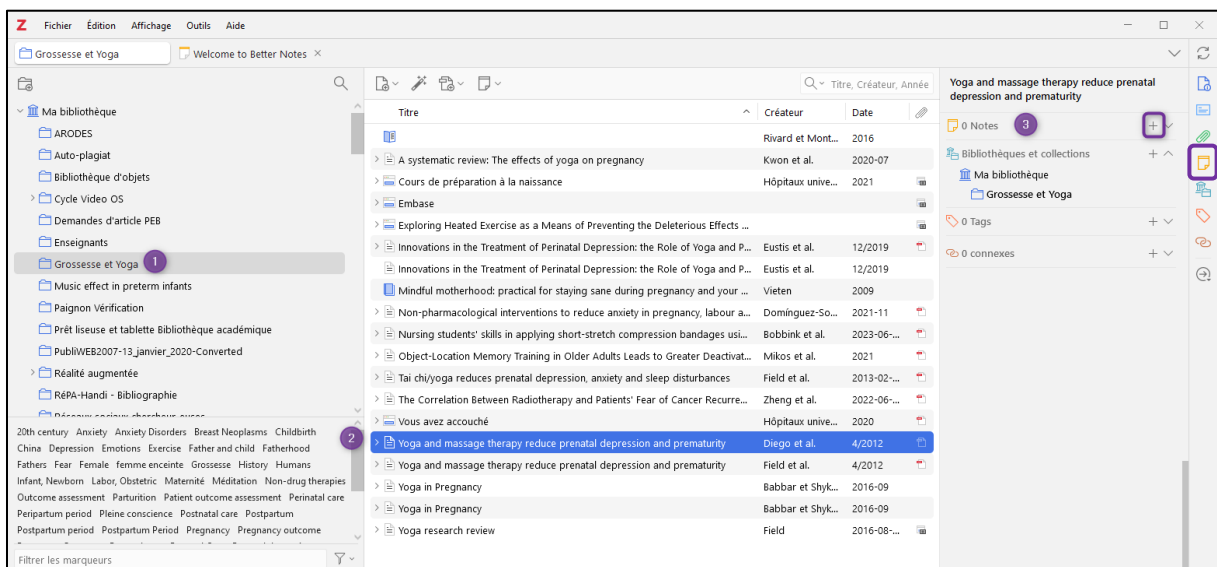 Z Fichier Édition Affichage Outils Aide
Grossesse et Yoga Welcome to Better Notes ×
Titre, Créateur, Année
Ma bibliothèque
ARODES
Auto-plagiat
Bibliothèque d'objets
Cycle Video OS
Demandes d'article PEB
Enseignants
Grossesse et Yoga 1
Music effect in preterm infants
Paignon Vérification
Prêt liseuse et tablette Bibliothèque académique
PubliWEB2007-13_janvier_2020-Converted
Réalité augmentée
RéPA-Handi - Bibliographie
Réseaux sociaux chercheur-euses
20th century Anxiety Anxiety Disorders Breast Neoplasms Childbirth
China Depression Emotions Exercise Father and child Fatherhood
Fathers Fear Female femme enceinte Grossesse History Humans
Infant, Newborn Labor, Obstetric Maternité Méditation Non-drug therapies
Outcome assessment Parturition Patient outcome assessment Perinatal care
Peripartum period Pleine conscience Postnatal care Postpartum
Postpartum depression Postpartum Period Pregnancy Pregnancy outcome
Filtrer les marqueurs
Titre Créateur Date
Rivard et Mont... 2016
A systematic review: The effects of yoga on pregnancy Kwon et al. 2020-07
Cours de préparation à la naissance Hôpitaux unive... 2021
Embase
Exploring Heated Exercise as a Means of Preventing the Deleterious Effects ...
Innovations in the Treatment of Perinatal Depression: the Role of Yoga and P... Eustis et al. 12/2019
Innovations in the Treatment of Perinatal Depression: the Role of Yoga and P... Eustis et al. 12/2019
Mindful motherhood: practical for staying sane during pregnancy and your ... Vieten 2009
Non-pharmacological interventions to reduce anxiety in pregnancy, labour a... Domínguez-So... 2021-11
Nursing students' skills in applying short-stretch compression bandages usi... Bobbink et al. 2023-06-...
Object-Location Memory Training in Older Adults Leads to Greater Deactivat... Mikos et al. 2021
Tai chi/yoga reduces prenatal depression, anxiety and sleep disturbances Field et al. 2013-02-...
The Correlation Between Radiotherapy and Patients' Fear of Cancer Recurre... Zheng et al. 2022-06-...
Vous avez accouché Hôpitaux unive... 2020
2 Yoga and massage therapy reduce prenatal depression and prematurity Diego et al. 4/2012
Yoga and massage therapy reduce prenatal depression and prematurity Field et al. 4/2012
Yoga in Pregnancy Babbar et Shyk... 2016-09
Yoga in Pregnancy Babbar et Shyk... 2016-09
Yoga research review Field 2016-08-...
Yoga and massage therapy reduce prenatal
depression and prematurity
0 Notes 3
Bibliothèques et collections
Ma bibliothèque
Grossesse et Yoga
0 Tags
0 connexes